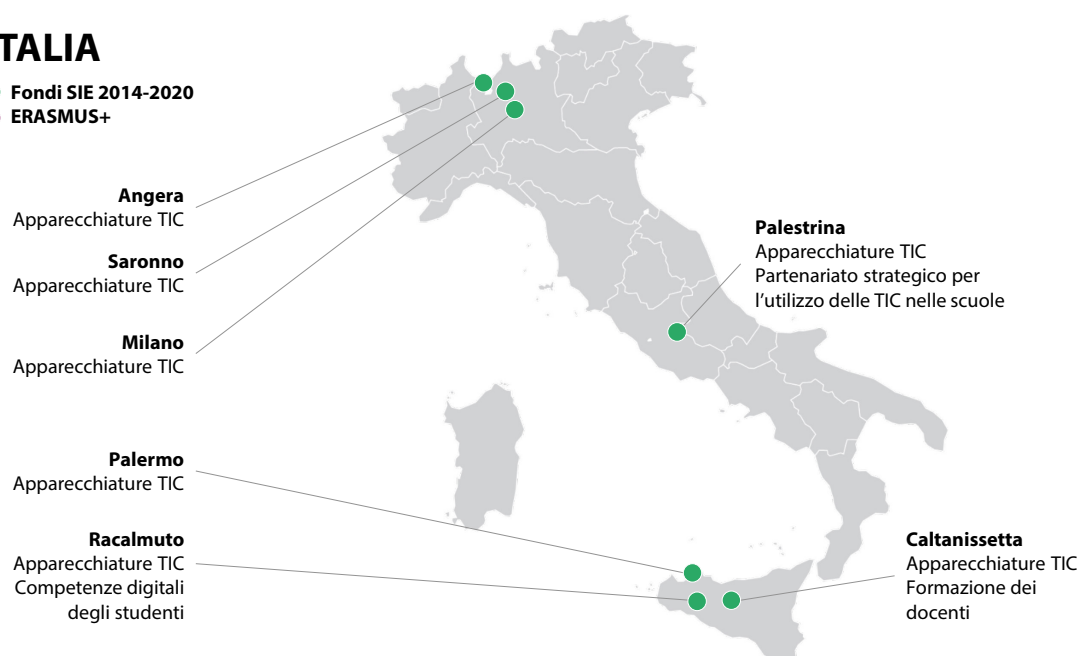 TALIA
Fondi SIE 2014-2020
ERASMUS+
Angera
Apparecchiature TIC
Saronno
Apparecchiature TIC
Milano
Apparecchiature TIC
Palestrina
Apparecchiature TIC
Partenariato strategico per
l'utilizzo delle TIC nelle scuole
Palermo
Apparecchiature TIC
Racalmuto
Apparecchiature TIC
Competenze digitali
degli studenti
Caltanissetta
Apparecchiature TIC
Formazione dei
docenti